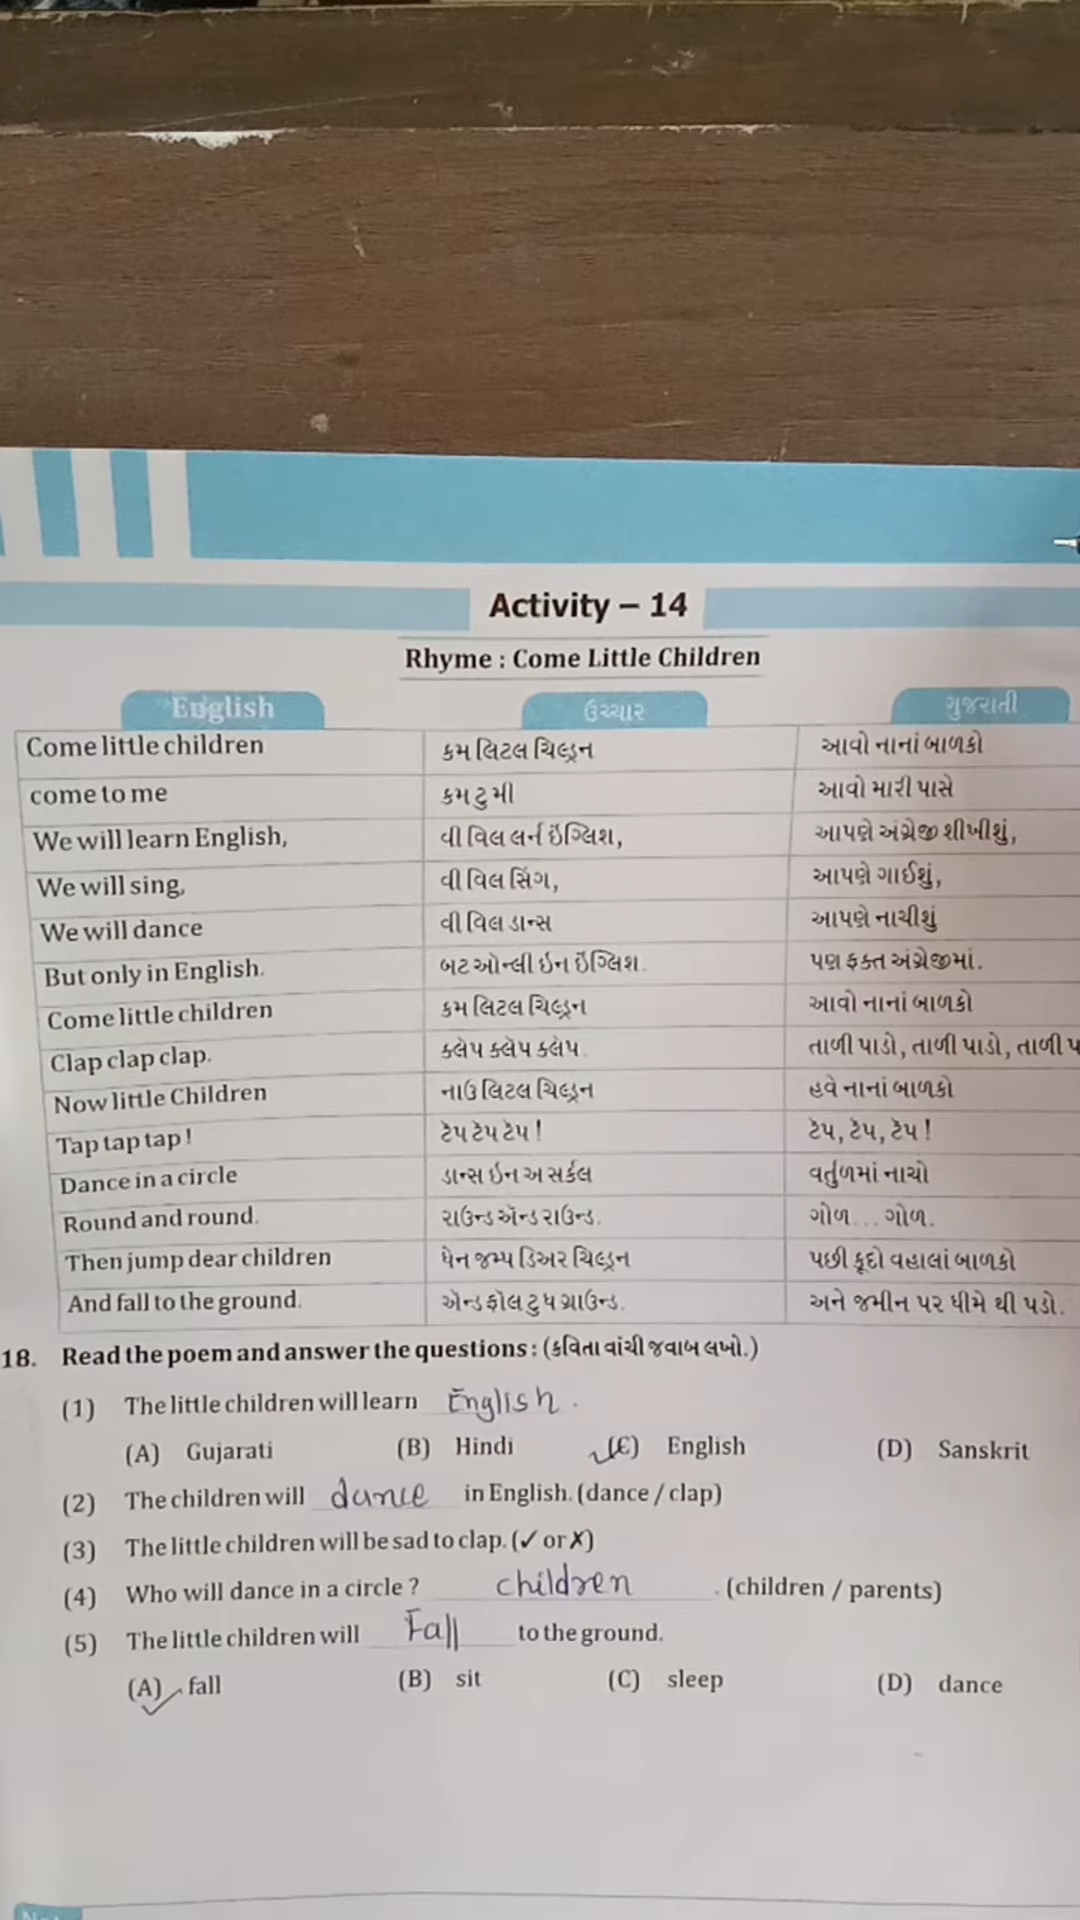 Activity – 14
Rhyme : Come Little Children
English ઉચ્ચાર ગુજરાતી
Come little children કમ લિટલ ચિલ્ડ્રન આવો નાનાં બાળકો
come to me કમ ટુ મી આવો મારી પાસે
We will learn English, વી વિલ લર્ન ઇંગ્લિશ, આપણે અંગ્રેજી શીખીશું,
We will sing, વી વિલ સિંગ, આપણે ગાઈશું,
We will dance વી વિલ ડાન્સ આપણે નાચીશું
But only in English. બટ ઓન્લી ઇન ઇંગ્લિશ. પણ ફક્ત અંગ્રેજીમાં.
Come little children કમ લિટલ ચિલ્ડ્રન આવો નાનાં બાળકો
Clap clap clap. ક્લૅપ ક્લૅપ ક્લૅપ. તાળી પાડો, તાળી પાડો, તાળી પ
Now little Children નાઉ લિટલ ચિલ્ડ્રન હવે નાનાં બાળકો
Tap tap tap ! ટૅપ ટૅપ ટૅપ ! ટૅપ, ટૅપ, ટૅપ !
Dance in a circle ડાન્સ ઇન અ સર્કલ વર્તુળમાં નાચો
Round and round. રાઉન્ડ ઍન્ડ રાઉન્ડ. ગોળ ... ગોળ.
Then jump dear children ધેન જમ્પ ડિઅર ચિલ્ડ્રન પછી કૂદો વહાલાં બાળકો
And fall to the ground. ઍન્ડ ફોલ ટુ ધ ગ્રાઉન્ડ. અને જમીન પર ધીમે થી પડો.
18. Read the poem and answer the questions : (કવિતા વાંચી જવાબ લખો.)
(1) The little children will learn English .
(A) Gujarati (B) Hindi (C) English (D) Sanskrit
(2) The children will dance in English. (dance / clap)
(3) The little children will be sad to clap. (✓ or ✗)
(4) Who will dance in a circle ? children . (children / parents)
(5) The little children will Fall to the ground.
(A) fall (B) sit (C) sleep (D) dance